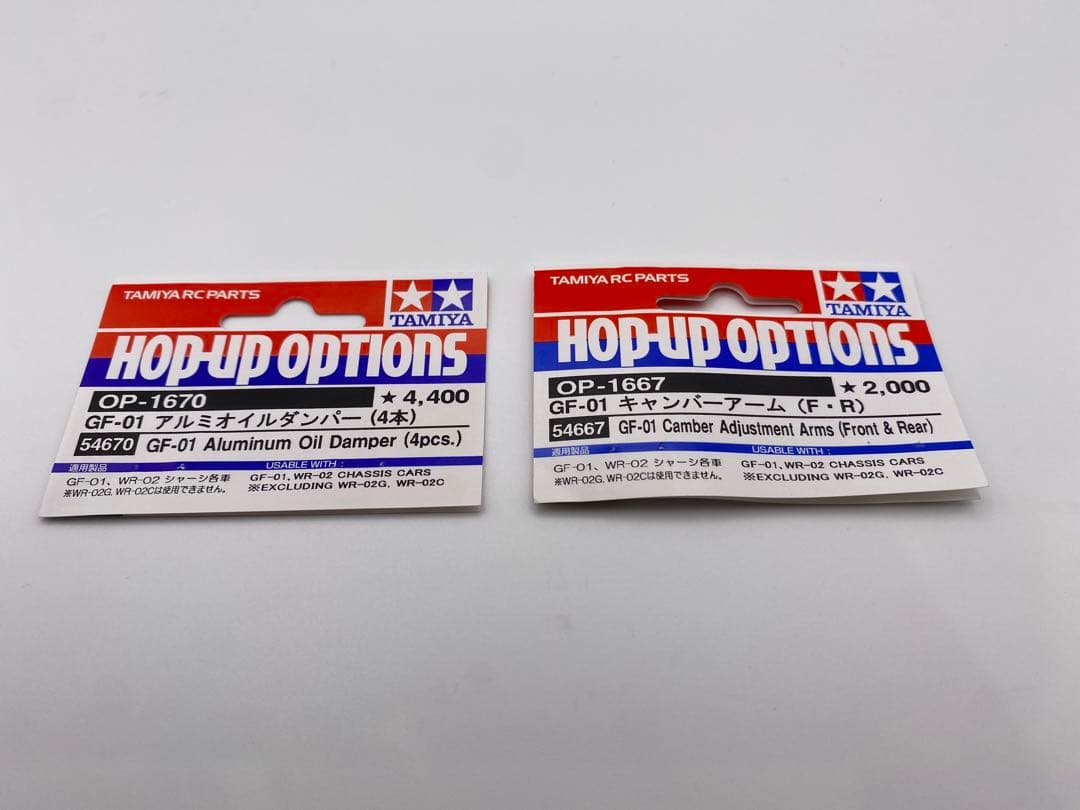 TAMIYA RC PARTS
TAMIYA
HOP-UP OPTIONS
OP-1670 ★ 4,400
GF-01 アルミオイルダンパー (4本)
54670 GF-01 Aluminum Oil Damper (4pcs.)
適用製品 USABLE WITH :
GF-01、WR-02 シャーシ各車 GF-01, WR-02 CHASSIS CARS
※WR-02G, WR-02Cは使用できません。 ※EXCLUDING WR-02G, WR-02C
TAMIYA RC PARTS
TAMIYA
HOP-UP OPTIONS
OP-1667 ★ 2,000
GF-01 キャンバーアーム (F・R)
54667 GF-01 Camber Adjustment Arms (Front & Rear)
適用製品 USABLE WITH :
GF-01、WR-02 シャーシ各車 GF-01, WR-02 CHASSIS CARS
※WR-02G, WR-02Cは使用できません。 ※EXCLUDING WR-02G, WR-02C